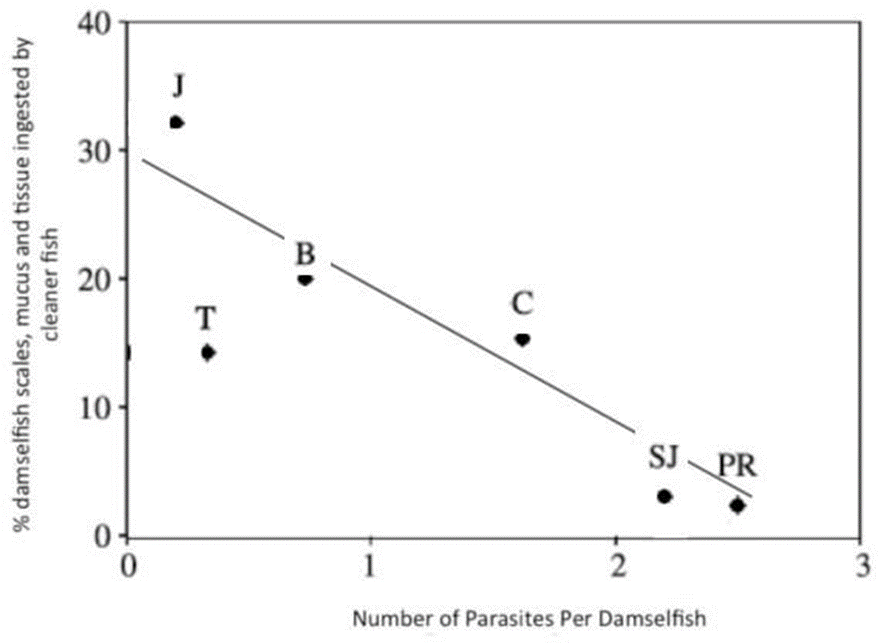 % damselfish scales, mucus and tissue ingested by
cleaner fish
40
30
20
10
0
J
B
T
C
SJ PR
0 1 2 3
Number of Parasites Per Damselfish